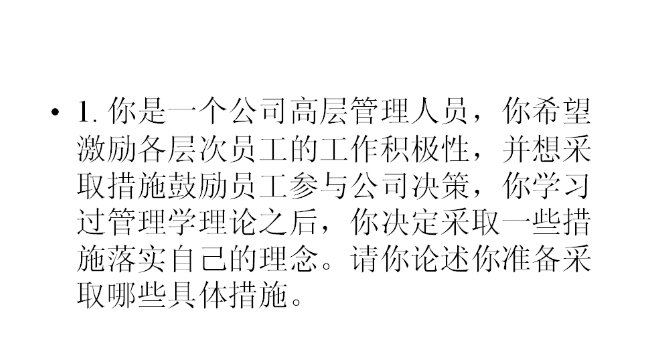 • 1. 你是一个公司高层管理人员，你希望
激励各层次员工的工作积极性，并想采
取措施鼓励员工参与公司决策，你学习
过管理学理论之后，你决定采取一些措
施落实自己的理念。请你论述你准备采
取哪些具体措施。